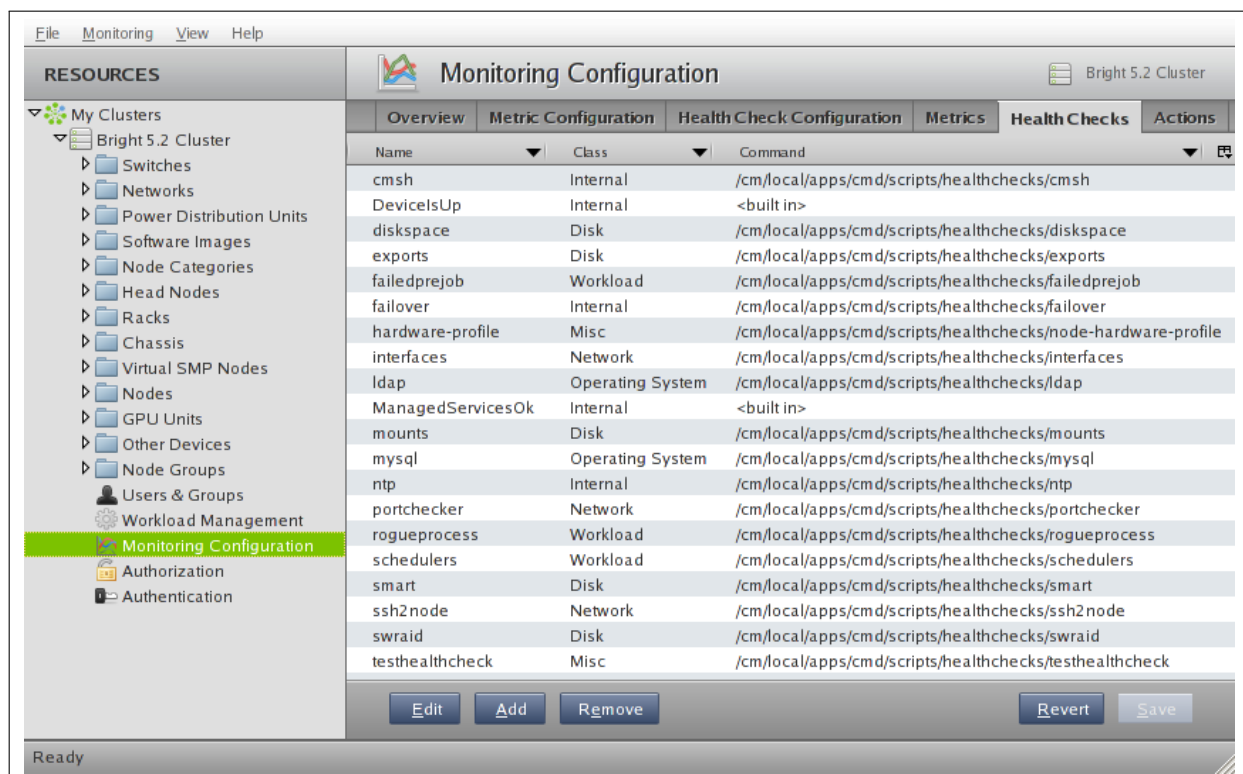 File Monitoring View Help
RESOURCES
My Clusters
Bright 5.2 Cluster
Switches
Networks
Power Distribution Units
Software Images
Node Categories
Head Nodes
Racks
Chassis
Virtual SMP Nodes
Nodes
GPU Units
Other Devices
Node Groups
Users & Groups
Workload Management
Monitoring Configuration
Authorization
Authentication
Monitoring Configuration Bright 5.2 Cluster
Overview Metric Configuration Health Check Configuration Metrics Health Checks Actions
Name Class Command
cmsh Internal /cm/local/apps/cmd/scripts/healthchecks/cmsh
DeviceIsUp Internal <built in>
diskspace Disk /cm/local/apps/cmd/scripts/healthchecks/diskspace
exports Disk /cm/local/apps/cmd/scripts/healthchecks/exports
failedprejob Workload /cm/local/apps/cmd/scripts/healthchecks/failedprejob
failover Internal /cm/local/apps/cmd/scripts/healthchecks/failover
hardware-profile Misc /cm/local/apps/cmd/scripts/healthchecks/node-hardware-profile
interfaces Network /cm/local/apps/cmd/scripts/healthchecks/interfaces
ldap Operating System /cm/local/apps/cmd/scripts/healthchecks/ldap
ManagedServicesOk Internal <built in>
mounts Disk /cm/local/apps/cmd/scripts/healthchecks/mounts
mysql Operating System /cm/local/apps/cmd/scripts/healthchecks/mysql
ntp Internal /cm/local/apps/cmd/scripts/healthchecks/ntp
portchecker Network /cm/local/apps/cmd/scripts/healthchecks/portchecker
rogueprocess Workload /cm/local/apps/cmd/scripts/healthchecks/rogueprocess
schedulers Workload /cm/local/apps/cmd/scripts/healthchecks/schedulers
smart Disk /cm/local/apps/cmd/scripts/healthchecks/smart
ssh2node Network /cm/local/apps/cmd/scripts/healthchecks/ssh2node
swraid Disk /cm/local/apps/cmd/scripts/healthchecks/swraid
testhealthcheck Misc /cm/local/apps/cmd/scripts/healthchecks/testhealthcheck
Edit Add Remove Revert Save
Ready